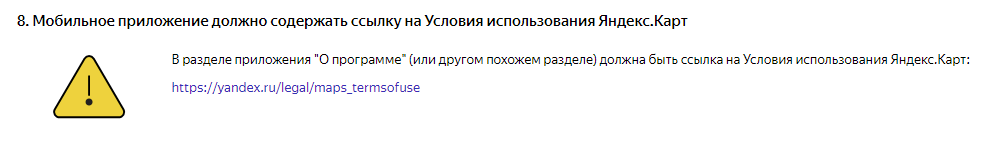 8. Мобильное приложение должно содержать ссылку на Условия использования Яндекс.Карт
В разделе приложения "О программе" (или другом похожем разделе) должна быть ссылка на Условия использования Яндекс.Карт:
https://yandex.ru/legal/maps_termsofuse